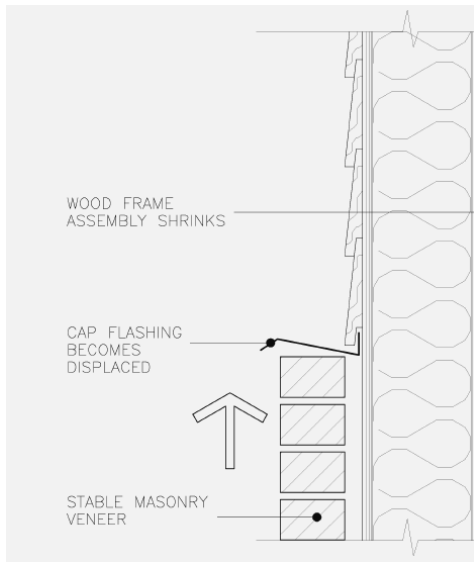 WOOD FRAME
ASSEMBLY SHRINKS
CAP FLASHING
BECOMES
DISPLACED
STABLE MASONRY
VENEER